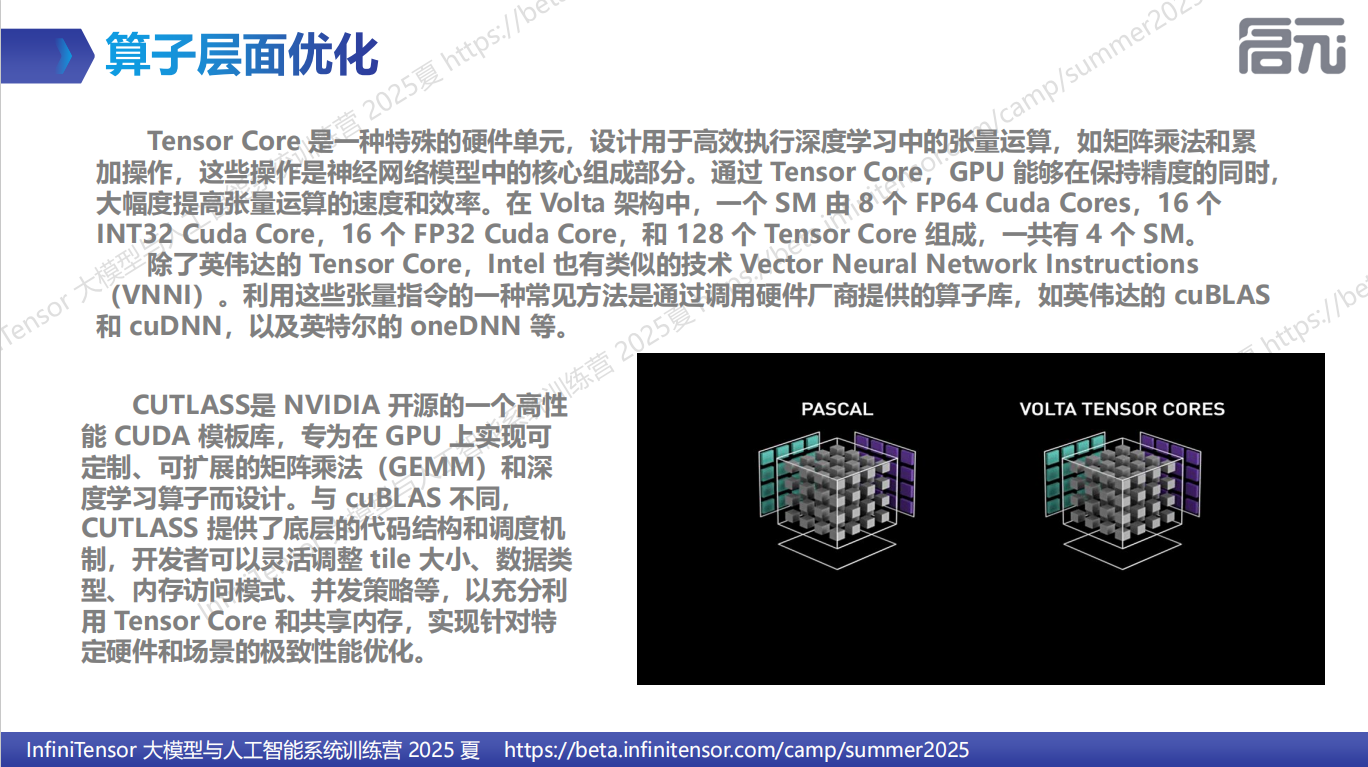 算子层面优化
启元
Tensor Core 是一种特殊的硬件单元，设计用于高效执行深度学习中的张量运算，如矩阵乘法和累
加操作，这些操作是神经网络模型中的核心组成部分。通过 Tensor Core，GPU 能够在保持精度的同时，
大幅度提高张量运算的速度和效率。在 Volta 架构中，一个 SM 由 8 个 FP64 Cuda Cores，16 个
INT32 Cuda Core，16 个 FP32 Cuda Core，和 128 个 Tensor Core 组成，一共有 4 个 SM。
除了英伟达的 Tensor Core，Intel 也有类似的技术 Vector Neural Network Instructions
（VNNI）。利用这些张量指令的一种常见方法是通过调用硬件厂商提供的算子库，如英伟达的 cuBLAS
和 cuDNN，以及英特尔的 oneDNN 等。
CUTLASS是 NVIDIA 开源的一个高性
能 CUDA 模板库，专为在 GPU 上实现可
定制、可扩展的矩阵乘法（GEMM）和深
度学习算子而设计。与 cuBLAS 不同，
CUTLASS 提供了底层的代码结构和调度机
制，开发者可以灵活调整 tile 大小、数据类
型、内存访问模式、并发策略等，以充分利
用 Tensor Core 和共享内存，实现针对特
定硬件和场景的极致性能优化。
PASCAL
VOLTA TENSOR CORES
InfiniTensor 大模型与人工智能系统训练营 2025 夏 https://beta.infinitensor.com/camp/summer2025